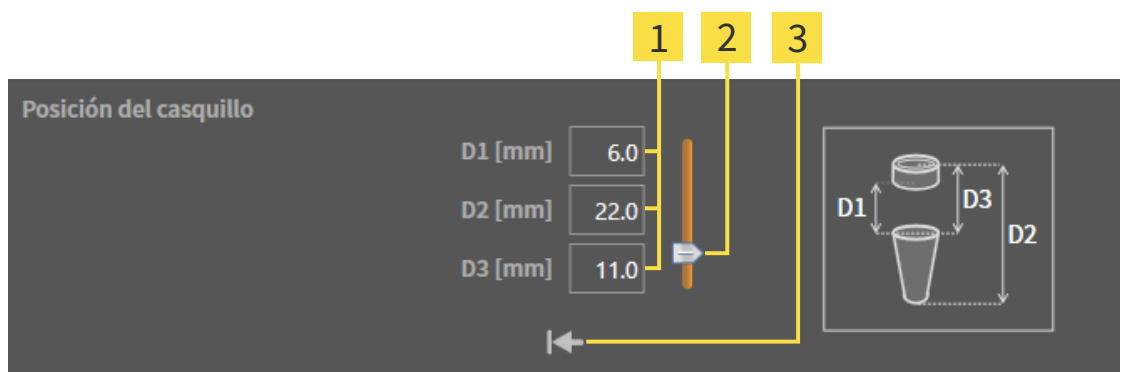 1 2 3
Posición del casquillo
D1 [mm] 6.0
D2 [mm] 22.0
D3 [mm] 11.0
D1 D3
D2